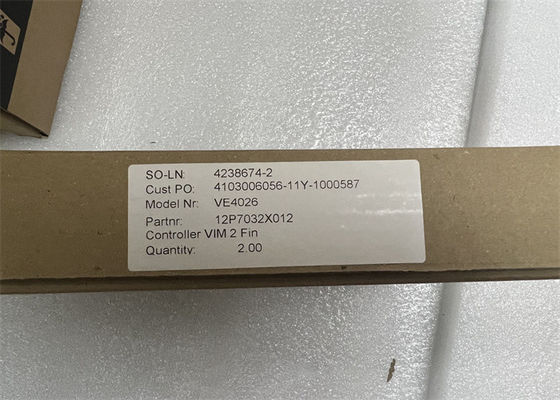 SO-LN: 4238674-2
Cust PO: 4103006056-11Y-1000587
Model Nr: VE4026
Partnr: 12P7032X012
Controller VIM 2 Fin
Quantity: 2.00